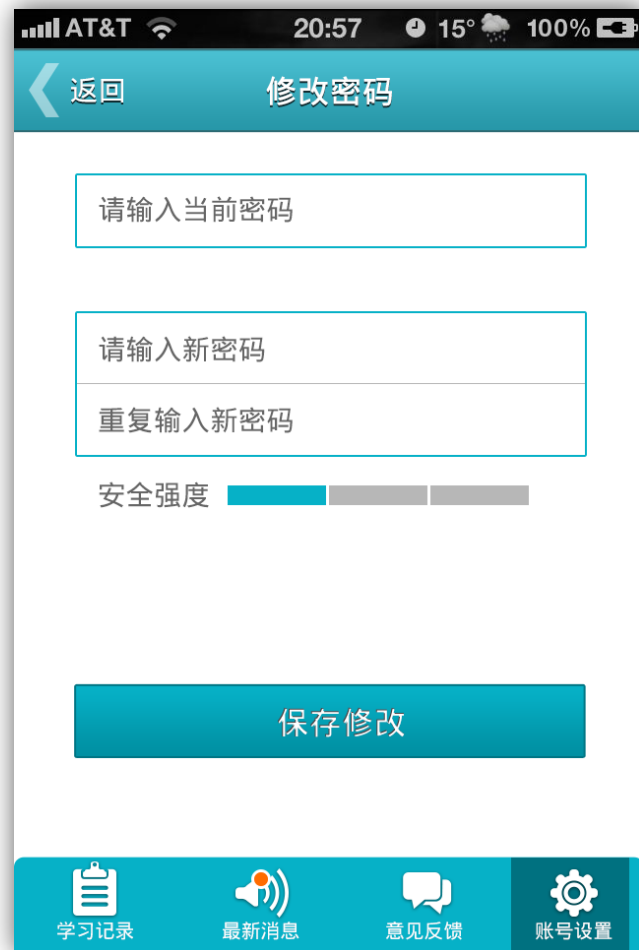 AT&T 20:57 15° 100%
返回 修改密码
请输入当前密码
请输入新密码
重复输入新密码
安全强度
保存修改
学习记录 最新消息 意见反馈 账号设置